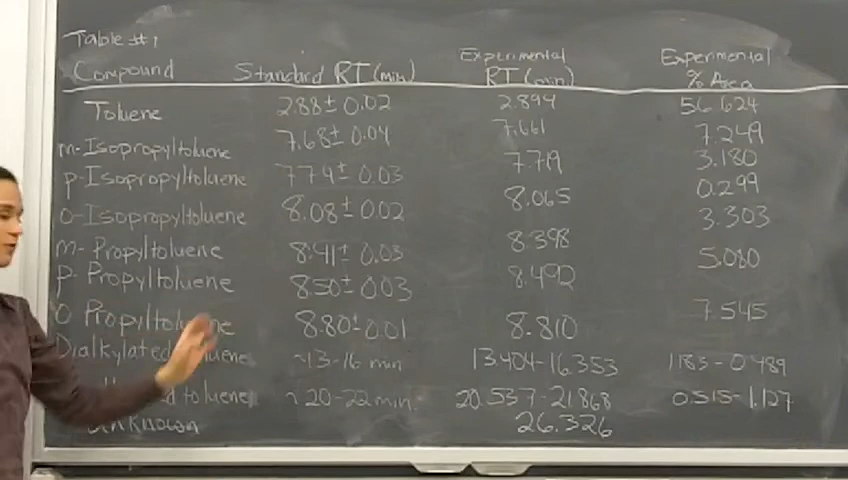 Table #1
Compound Standard RT (min) Experimental RT (min) Experimental % Area
Toluene 2.88 ± 0.02 2.894 56.624
m-Isopropyltoluene 7.68 ± 0.04 7.661 7.249
p-Isopropyltoluene 7.74 ± 0.03 7.719 3.180
o-Isopropyltoluene 8.08 ± 0.02 8.065 0.299
m-Propyltoluene 8.41 ± 0.03 8.398 3.303
p-Propyltoluene 8.50 ± 0.03 8.492 5.080
o Propyltoluene 8.80 ± 0.01 8.810 7.545
Dialkylated toluene ~13-16 min 13.404-16.353 1.183-0.489
toluene ~20-22 min. 20.537-21.868 0.515-1.127
Unknown 26.326